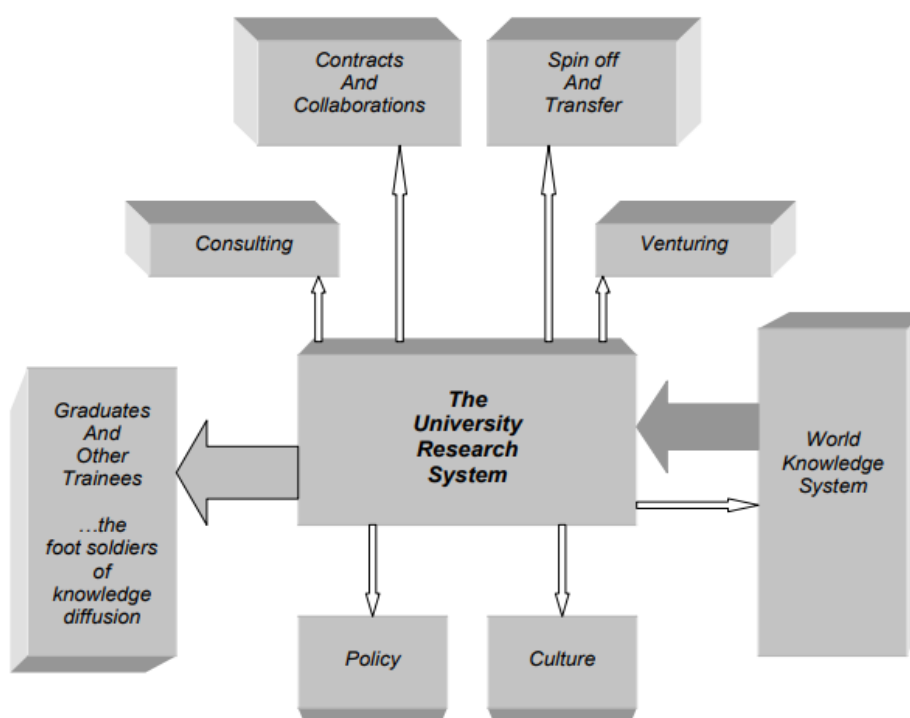 Contracts
And
Collaborations
Spin off
And
Transfer
Consulting
Venturing
The
University
Research
System
Graduates
And
Other
Trainees
…the
foot soldiers
of
knowledge
diffusion
World
Knowledge
System
Policy
Culture